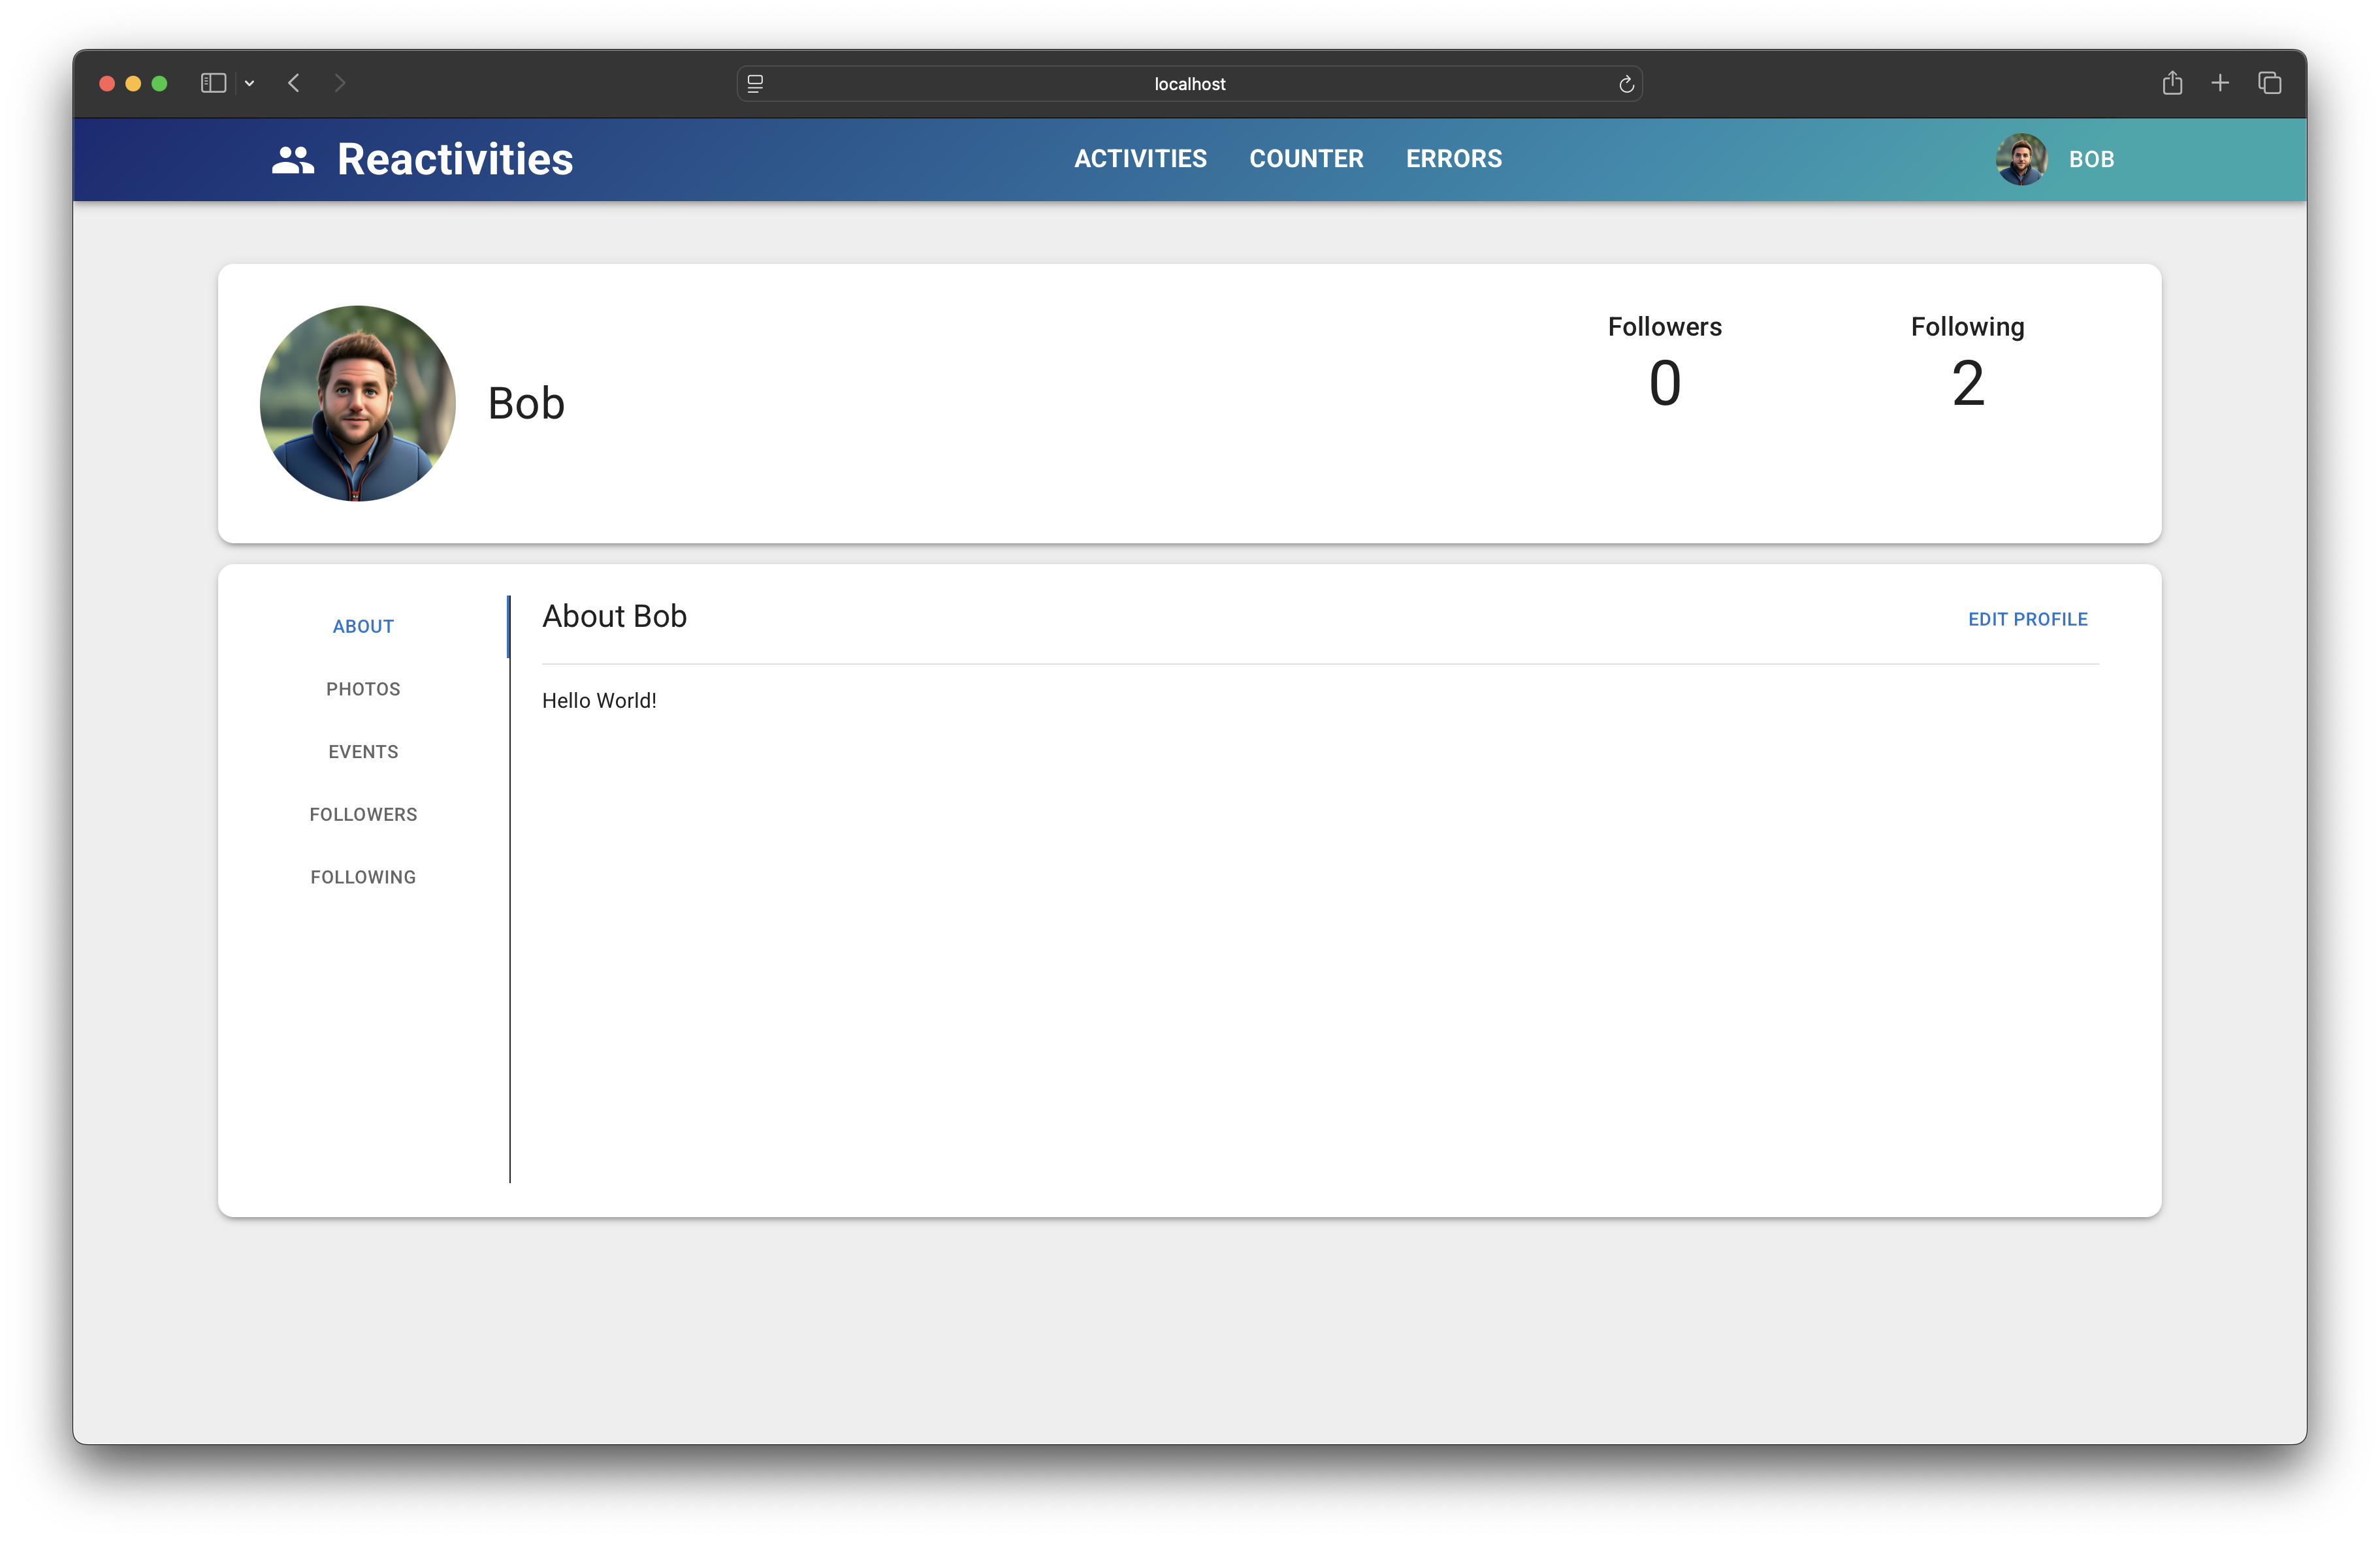 localhost
Reactivities
ACTIVITIES COUNTER ERRORS
BOB
Bob
Followers
0
Following
2
ABOUT
PHOTOS
EVENTS
FOLLOWERS
FOLLOWING
About Bob
EDIT PROFILE
Hello World!